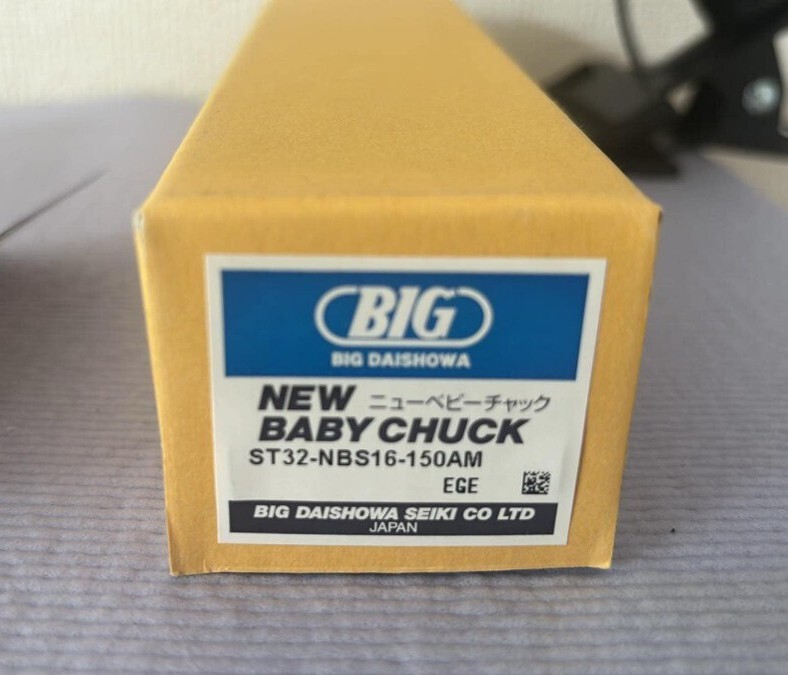 BIG
BIG DAISHOWA
NEW ニューベビーチャック
BABY CHUCK
ST32-NBS16-150AM
EGE
BIG DAISHOWA SEIKI CO LTD
JAPAN